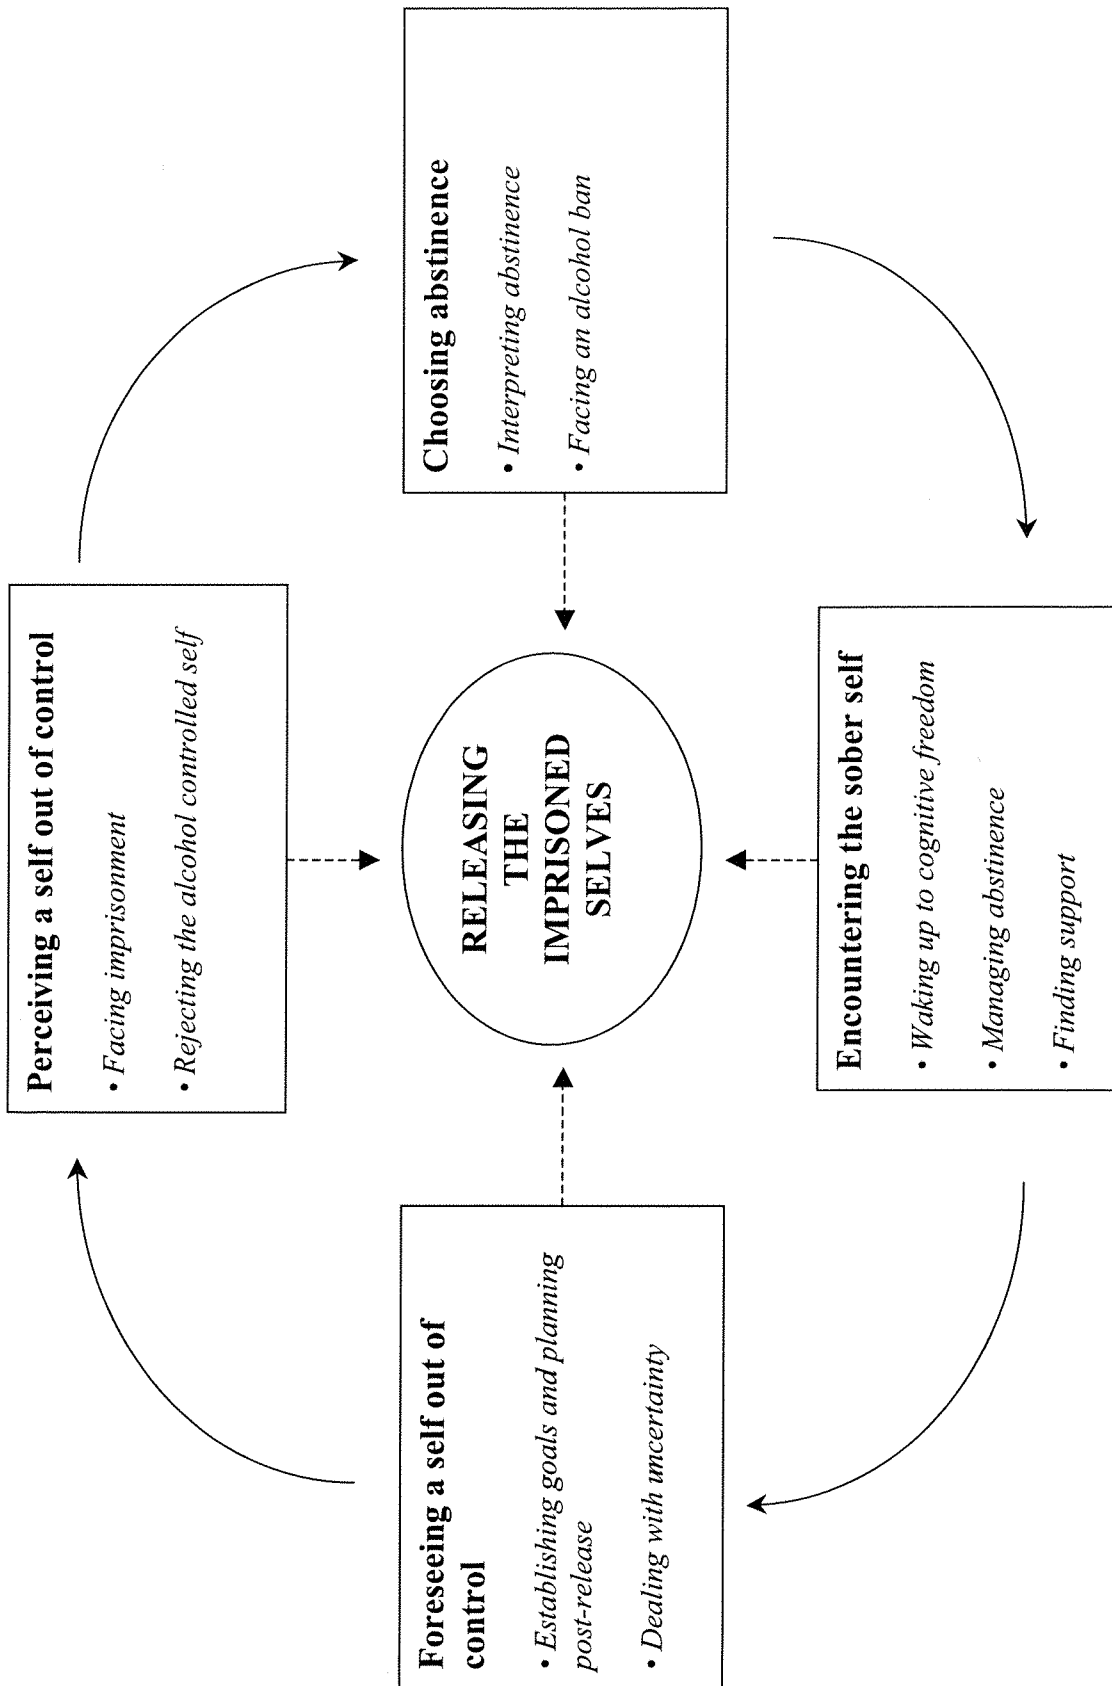 Perceiving a self out of control
• Facing imprisonment
• Rejecting the alcohol controlled self
Foreseeing a self out of
control
• Establishing goals and planning
post-release
• Dealing with uncertainty
RELEASING
THE
IMPRISONED
SELVES
Choosing abstinence
• Interpreting abstinence
• Facing an alcohol ban
Encountering the sober self
• Waking up to cognitive freedom
• Managing abstinence
• Finding support